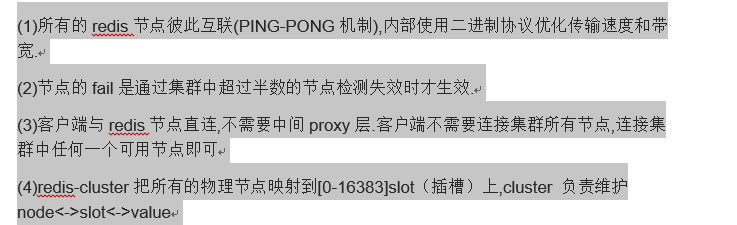 (1)所有的 redis 节点彼此互联(PING-PONG 机制),内部使用二进制协议优化传输速度和带
宽.
(2)节点的 fail 是通过集群中超过半数的节点检测失效时才生效.
(3)客户端与 redis 节点直连,不需要中间 proxy 层.客户端不需要连接集群所有节点,连接集
群中任何一个可用节点即可
(4)redis-cluster 把所有的物理节点映射到[0-16383]slot（插槽）上,cluster 负责维护
node<->slot<->value